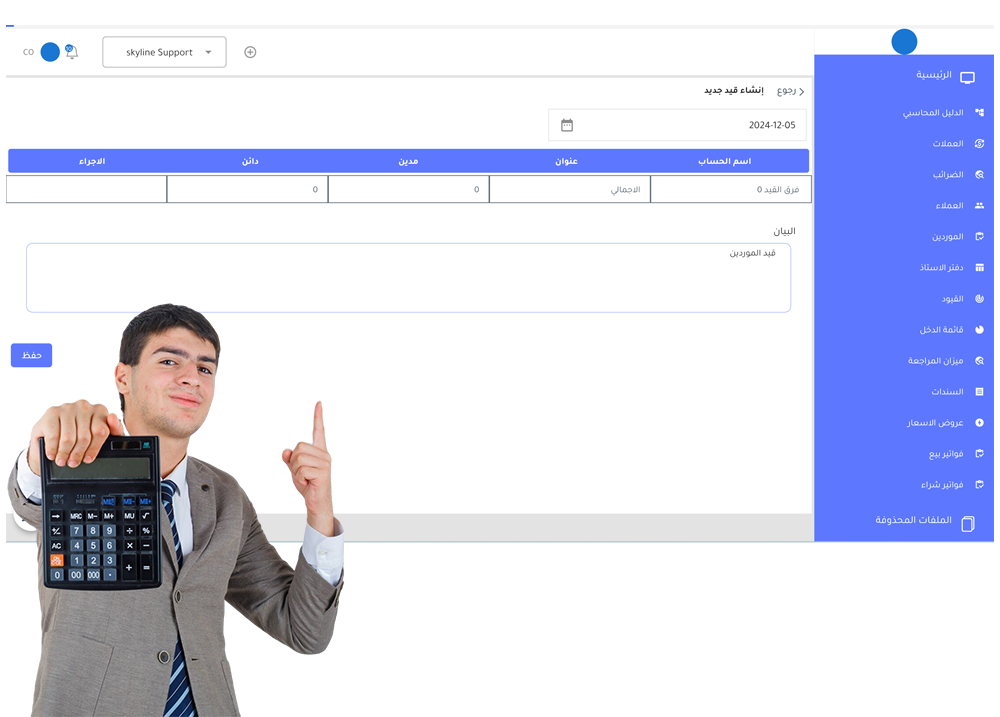 CO
skyline Support
الرئيسية
الدليل المحاسبي
العملات
الضرائب
العملاء
الموردين
دفتر الاستاذ
القيود
قائمة الدخل
ميزان المراجعة
السندات
عروض الاسعار
فواتير بيع
فواتير شراء
الملفات المحذوفة
رجوع إنشاء قيد جديد
2024-12-05
اسم الحساب عنوان مدين دائن الاجراء
فرق القيد 0 الاجمالي 0 0
البيان
قيد الموردين
حفظ
→ MRC M− M+ MU √
+⁄− 7 8 9 ÷ %
AC 4 5 6 × −
1 2 3 + =
0 00 000 ·